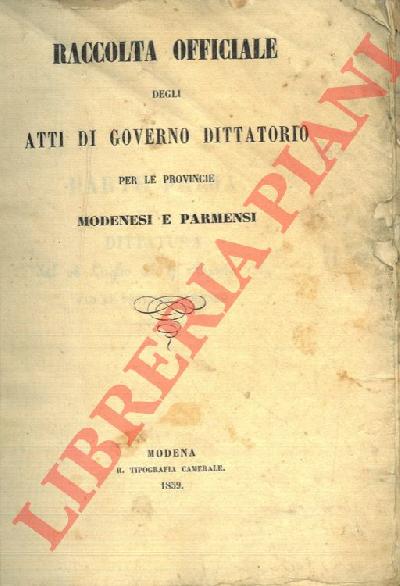 RACCOLTA OFFICIALE
DEGLI
ATTI DI GOVERNO DITTATORIO
PER LE PROVINCIE
MODENESI E PARMENSI
MODENA
R. TIPOGRAFIA CAMERALE.
1859.
LIBRERIA PIANI